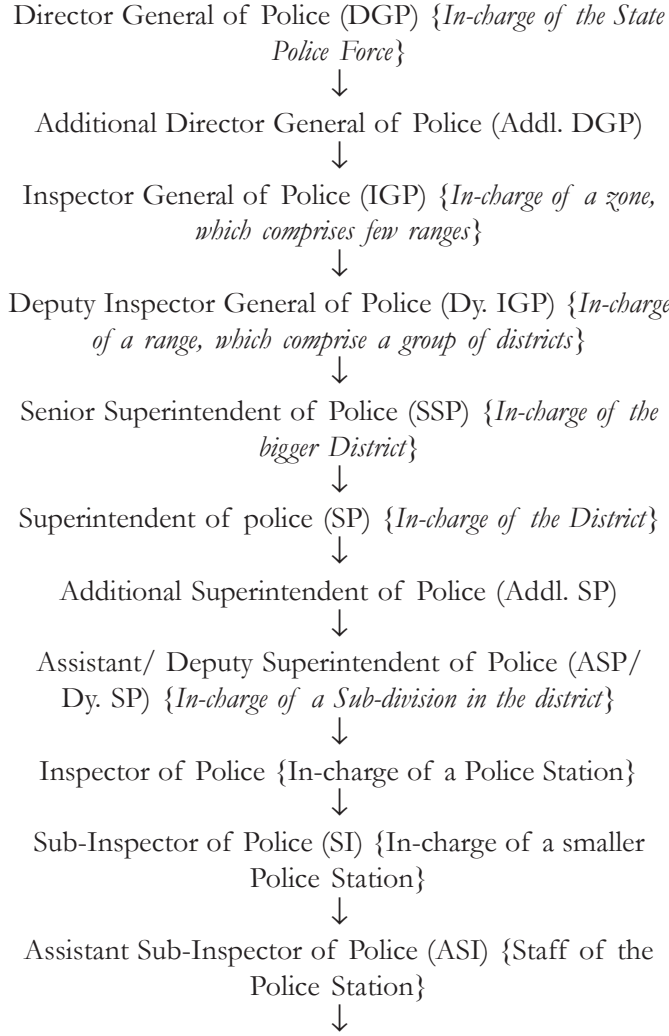 Director General of Police (DGP) {In-charge of the State
Police Force}
↓
Additional Director General of Police (Addl. DGP)
↓
Inspector General of Police (IGP) {In-charge of a zone,
which comprises few ranges}
↓
Deputy Inspector General of Police (Dy. IGP) {In-charge
of a range, which comprise a group of districts}
↓
Senior Superintendent of Police (SSP) {In-charge of the
bigger District}
↓
Superintendent of police (SP) {In-charge of the District}
↓
Additional Superintendent of Police (Addl. SP)
↓
Assistant/ Deputy Superintendent of Police (ASP/
Dy. SP) {In-charge of a Sub-division in the district}
↓
Inspector of Police {In-charge of a Police Station}
↓
Sub-Inspector of Police (SI) {In-charge of a smaller
Police Station}
↓
Assistant Sub-Inspector of Police (ASI) {Staff of the
Police Station}
↓